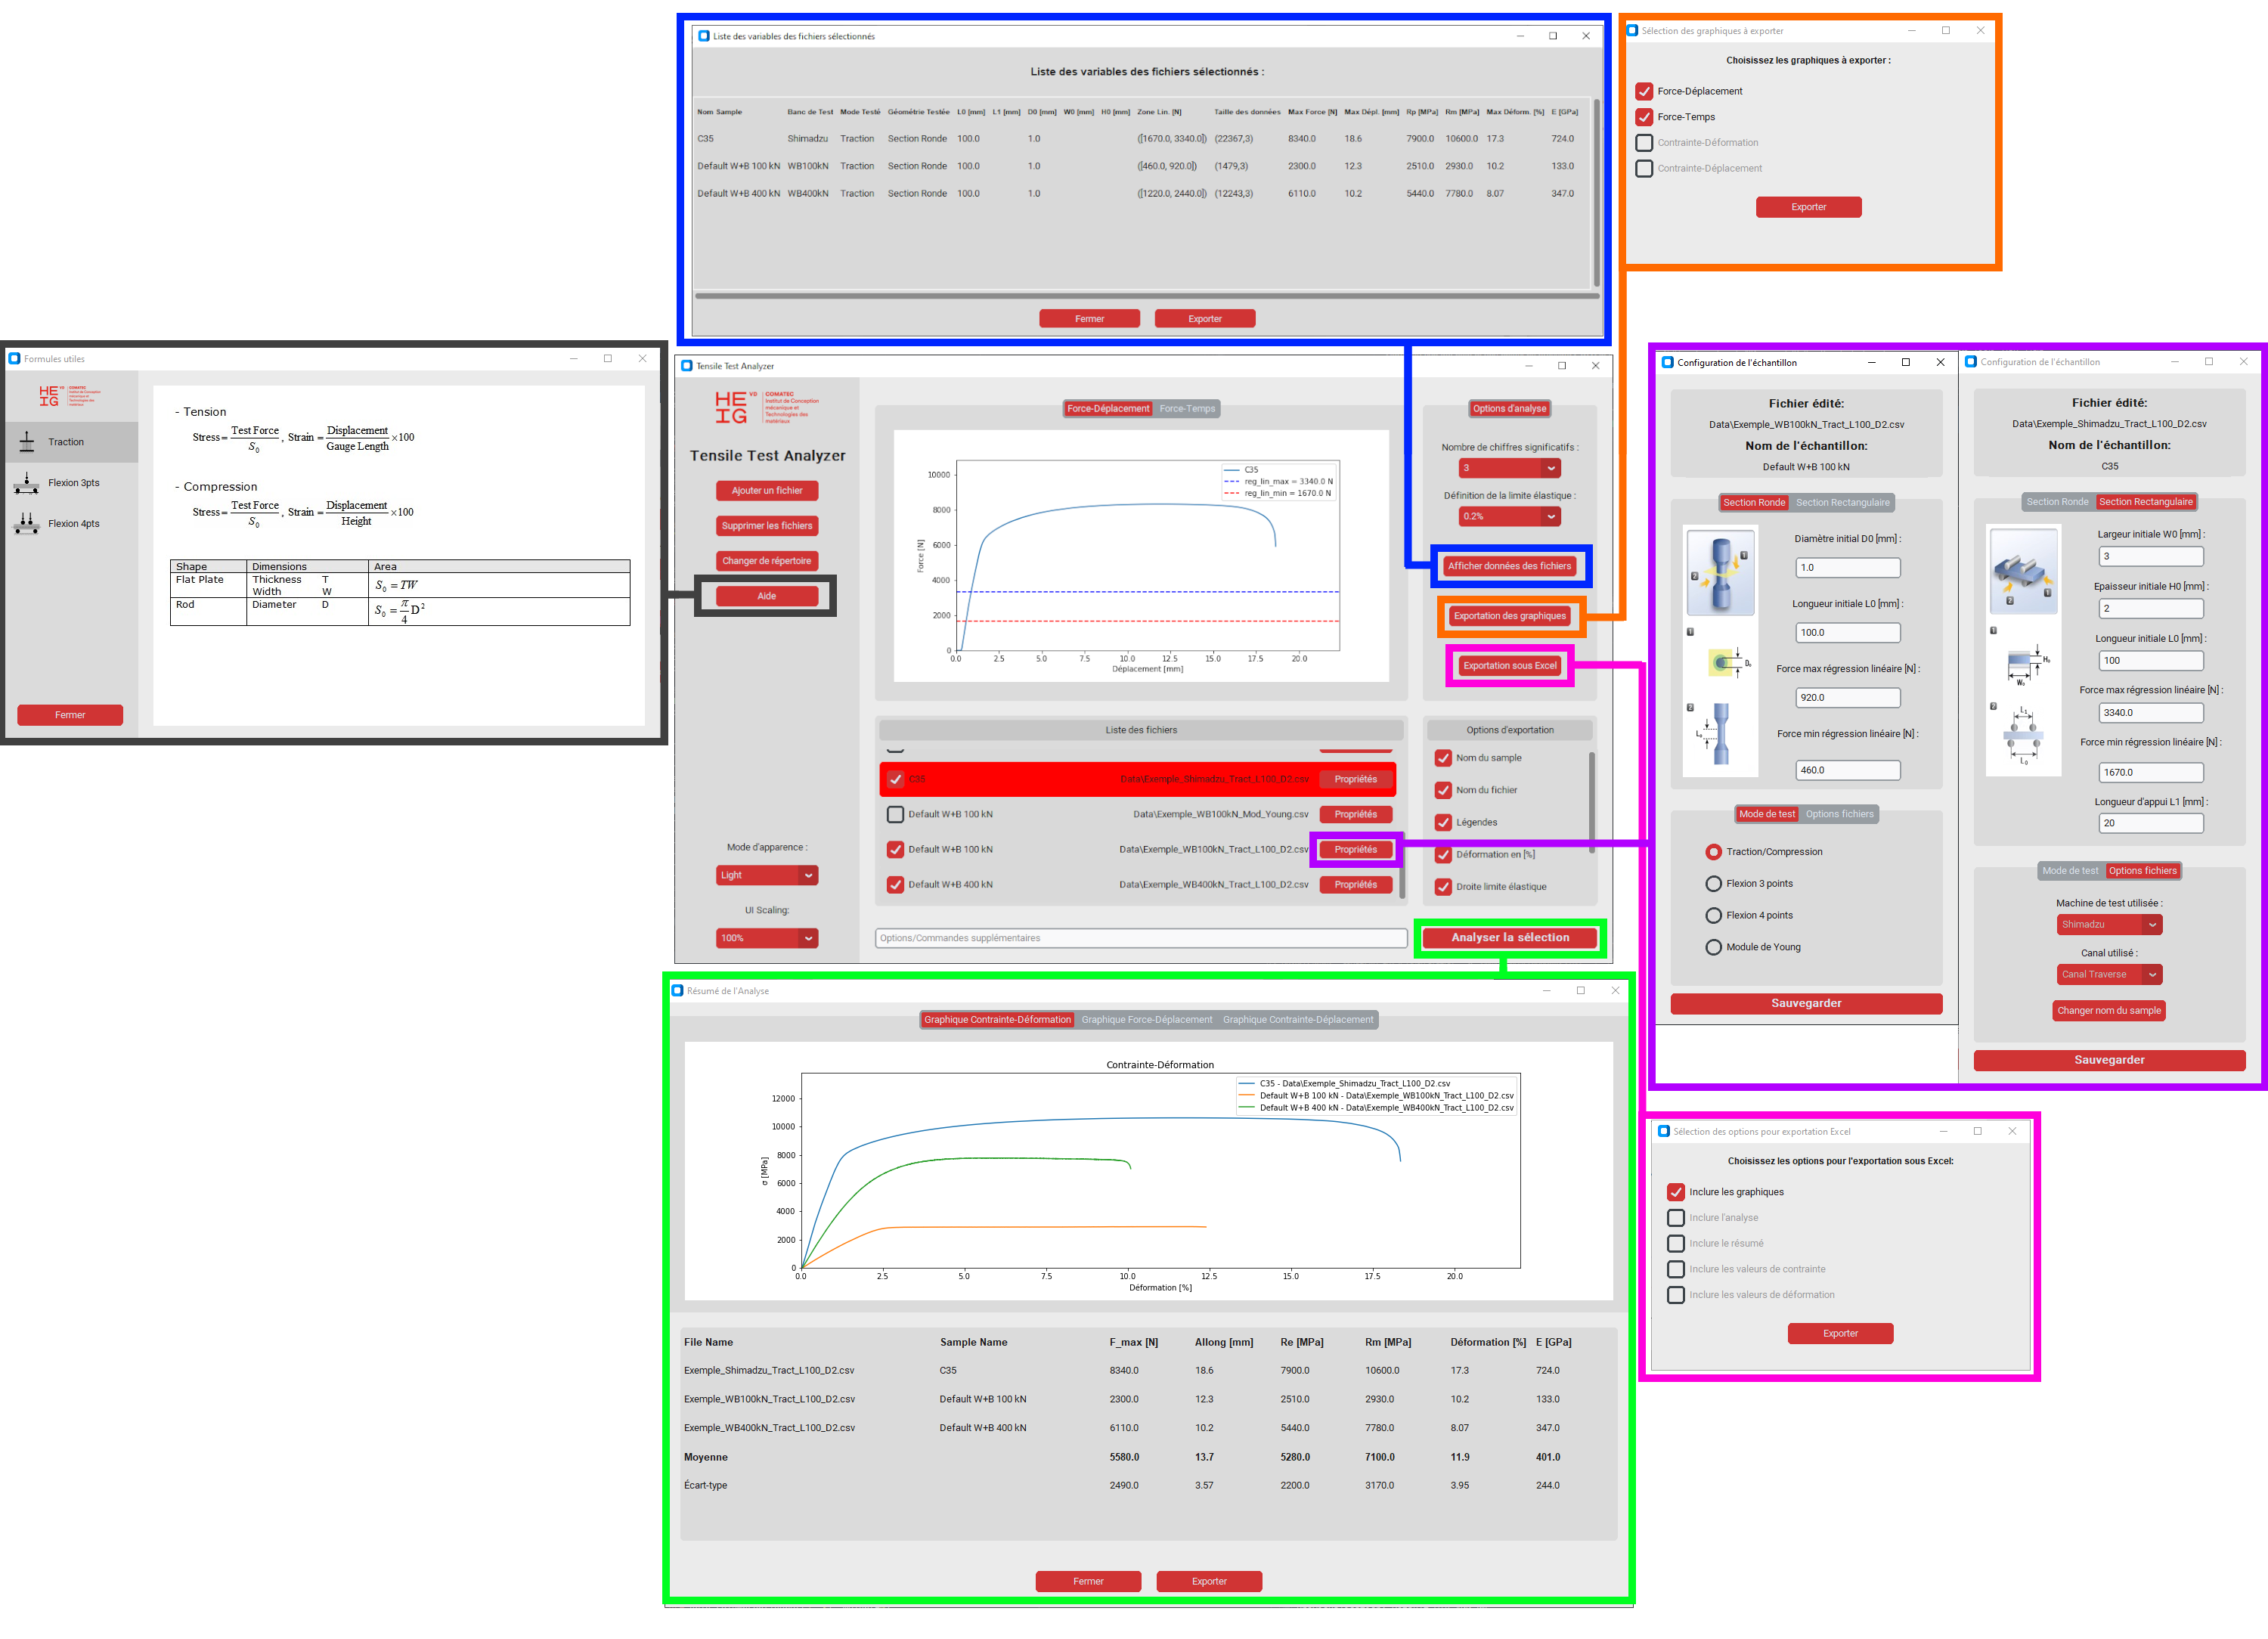 Liste des variables des fichiers sélectionnés
Liste des variables des fichiers sélectionnés :
Nom Sample Banc de Test Mode Testé Géométrie Testée L0 [mm] L1 [mm] D0 [mm] W0 [mm] H0 [mm] Zone Lin. [N] Taille des données Max Force [N] Max Dépl. [mm] Rp [MPa] Rm [MPa] Max Déform. [%] E [GPa]
C35 Shimadzu Traction Section Ronde 100.0 1.0 ([1670.0, 3340.0]) (22367,3) 8340.0 18.6 7900.0 10600.0 17.3 724.0
Default W+B 100 kN WB100kN Traction Section Ronde 100.0 1.0 ([460.0, 920.0]) (1479,3) 2300.0 12.3 2510.0 2930.0 10.2 133.0
Default W+B 400 kN WB400kN Traction Section Ronde 100.0 1.0 ([1220.0, 2440.0]) (12243,3) 6110.0 10.2 5440.0 7780.0 8.07 347.0
Fermer Exporter
Sélection des graphiques à exporter
Choisissez les graphiques à exporter :
Force-Déplacement
Force-Temps
Contrainte-Déformation
Contrainte-Déplacement
Exporter
Formules utiles
HE VD
IG
COMATEC
Institut de Conception
mécanique et
Technologies des
matériaux
Traction
Flexion 3pts
Flexion 4pts
Fermer
- Tension
Stress = Test Force / S0 , Strain = Displacement / Gauge Length ×100
- Compression
Stress = Test Force / S0 , Strain = Displacement / Height ×100
Shape Dimensions Area
Flat Plate Thickness T S0 = TW
Width W
Rod Diameter D S0 = π/4 D²
Tensile Test Analyzer
HE VD
IG
COMATEC
Institut de Conception
mécanique et
Technologies des
matériaux
Tensile Test Analyzer
Ajouter un fichier
Supprimer les fichiers
Changer de répertoire
Aide
Mode d'apparence :
Light
UI Scaling:
100%
Force-Déplacement Force-Temps
C35
reg_lin_max = 3340.0 N
reg_lin_min = 1670.0 N
Force [N]
10000
8000
6000
4000
2000
0
0.0 2.5 5.0 7.5 10.0 12.5 15.0 17.5 20.0
Déplacement [mm]
Options d'analyse
Nombre de chiffres significatifs :
3
Définition de la limite élastique :
0.2%
Afficher données des fichiers
Exportation des graphiques
Exportation sous Excel
Liste des fichiers
C35 Data\Exemple_Shimadzu_Tract_L100_D2.csv Propriétés
Default W+B 100 kN Data\Exemple_WB100kN_Mod_Young.csv Propriétés
Default W+B 100 kN Data\Exemple_WB100kN_Tract_L100_D2.csv Propriétés
Default W+B 400 kN Data\Exemple_WB400kN_Tract_L100_D2.csv Propriétés
Options/Commandes supplémentaires
Options d'exportation
Nom du sample
Nom du fichier
Légendes
Déformation en [%]
Droite limite élastique
Analyser la sélection
Configuration de l'échantillon
Fichier édité:
Data\Exemple_WB100kN_Tract_L100_D2.csv
Nom de l'échantillon:
Default W+B 100 kN
Section Ronde Section Rectangulaire
1
2
1
D0
2
L0
Diamètre initial D0 [mm] :
1.0
Longueur initiale L0 [mm] :
100.0
Force max régression linéaire [N] :
920.0
Force min régression linéaire [N] :
460.0
Mode de test Options fichiers
Traction/Compression
Flexion 3 points
Flexion 4 points
Module de Young
Sauvegarder
Configuration de l'échantillon
Fichier édité:
Data\Exemple_Shimadzu_Tract_L100_D2.csv
Nom de l'échantillon:
C35
Section Ronde Section Rectangulaire
1
2
1
H0
W0
2
L1
L0
Largeur initiale W0 [mm] :
3
Epaisseur initiale H0 [mm] :
2
Longueur initiale L0 [mm] :
100
Force max régression linéaire [N] :
3340.0
Force min régression linéaire [N] :
1670.0
Longueur d'appui L1 [mm] :
20
Mode de test Options fichiers
Machine de test utilisée :
Shimadzu
Canal utilisé :
Canal Traverse
Changer nom du sample
Sauvegarder
Résumé de l'Analyse
Graphique Contrainte-Déformation Graphique Force-Déplacement Graphique Contrainte-Déplacement
Contrainte-Déformation
C35 - Data\Exemple_Shimadzu_Tract_L100_D2.csv
Default W+B 100 kN - Data\Exemple_WB100kN_Tract_L100_D2.csv
Default W+B 400 kN - Data\Exemple_WB400kN_Tract_L100_D2.csv
σ [MPa]
12000
10000
8000
6000
4000
2000
0
0.0 2.5 5.0 7.5 10.0 12.5 15.0 17.5 20.0
Déformation [%]
File Name Sample Name F_max [N] Allong [mm] Re [MPa] Rm [MPa] Déformation [%] E [GPa]
Exemple_Shimadzu_Tract_L100_D2.csv C35 8340.0 18.6 7900.0 10600.0 17.3 724.0
Exemple_WB100kN_Tract_L100_D2.csv Default W+B 100 kN 2300.0 12.3 2510.0 2930.0 10.2 133.0
Exemple_WB400kN_Tract_L100_D2.csv Default W+B 400 kN 6110.0 10.2 5440.0 7780.0 8.07 347.0
Moyenne 5580.0 13.7 5280.0 7100.0 11.9 401.0
Écart-type 2490.0 3.57 2200.0 3170.0 3.95 244.0
Fermer Exporter
Sélection des options pour exportation Excel
Choisissez les options pour l'exportation sous Excel:
Inclure les graphiques
Inclure l'analyse
Inclure le résumé
Inclure les valeurs de contrainte
Inclure les valeurs de déformation
Exporter